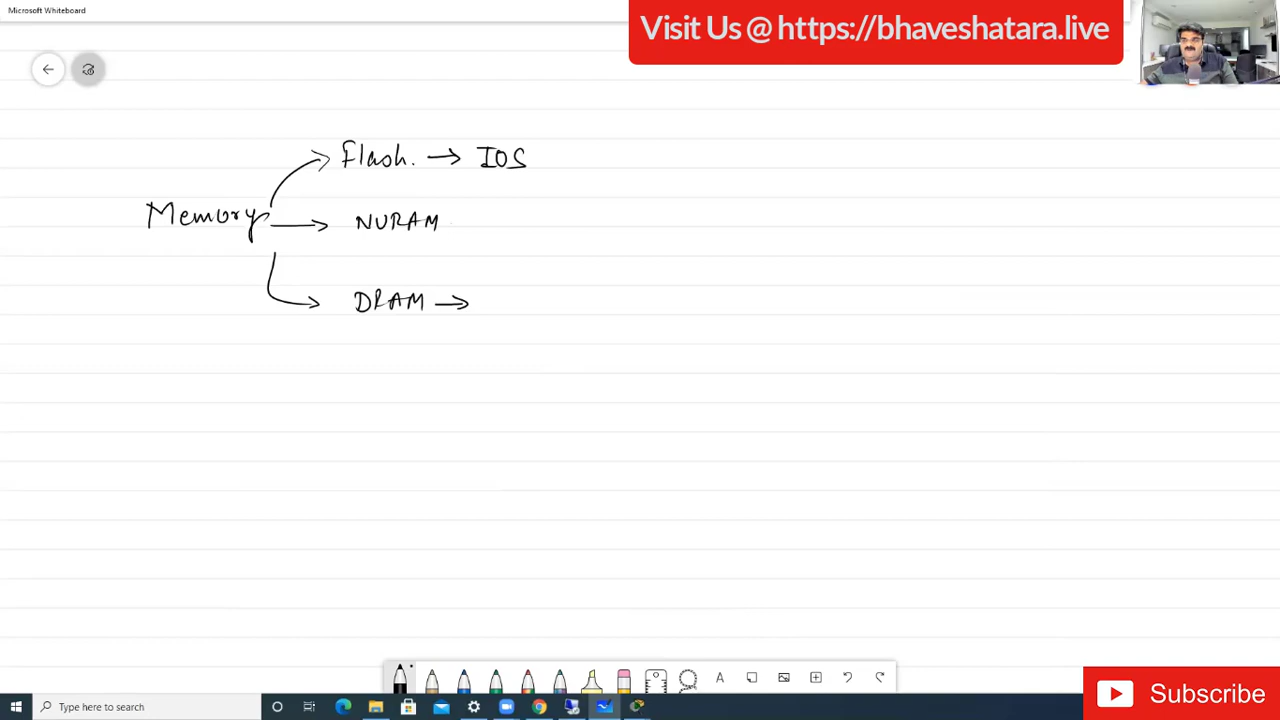 Microsoft Whiteboard
Visit Us @ https://bhaveshatara.live
Flash. → IOS
Memory → NVRAM
DRAM →
A
Type here to search
Subscribe